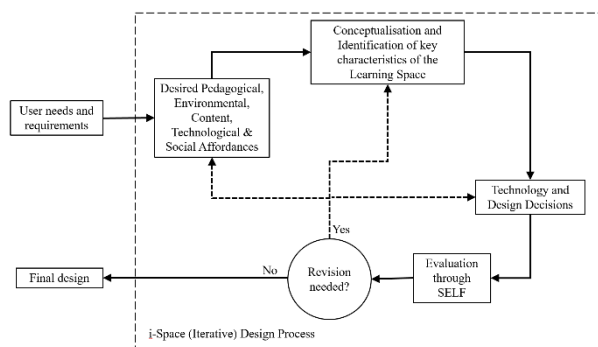 Conceptualisation and
Identification of key
characteristics of the
Learning Space
Desired Pedagogical,
Environmental,
Content,
Technological &
Social Affordances
User needs and
requirements
Technology and
Design Decisions
Yes
No
Revision
needed?
Evaluation
through
SELF
Final design
i-Space (Iterative) Design Process